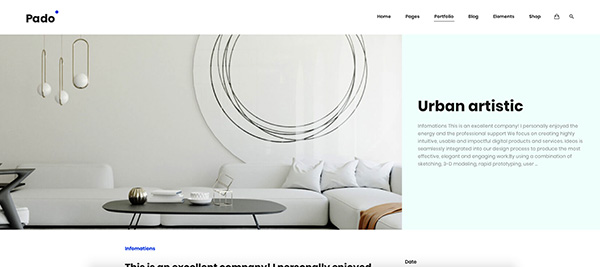 Pado
Home Pages Portfolio Blog Elements Shop
Urban artistic
Infomations This is an excellent company! I personally enjoyed the
energy and the professional support We focus on creating highly
intuitive, usable and impactful digital products and services. Ideas is
seamlessly integrated into our design process to produce the most
effective, elegant and engaging work.By using a combination of
sketching, 3-D modeling, rapid prototyping, user ...
Infomations
This is an excellent company! I personally enjoyed
Date